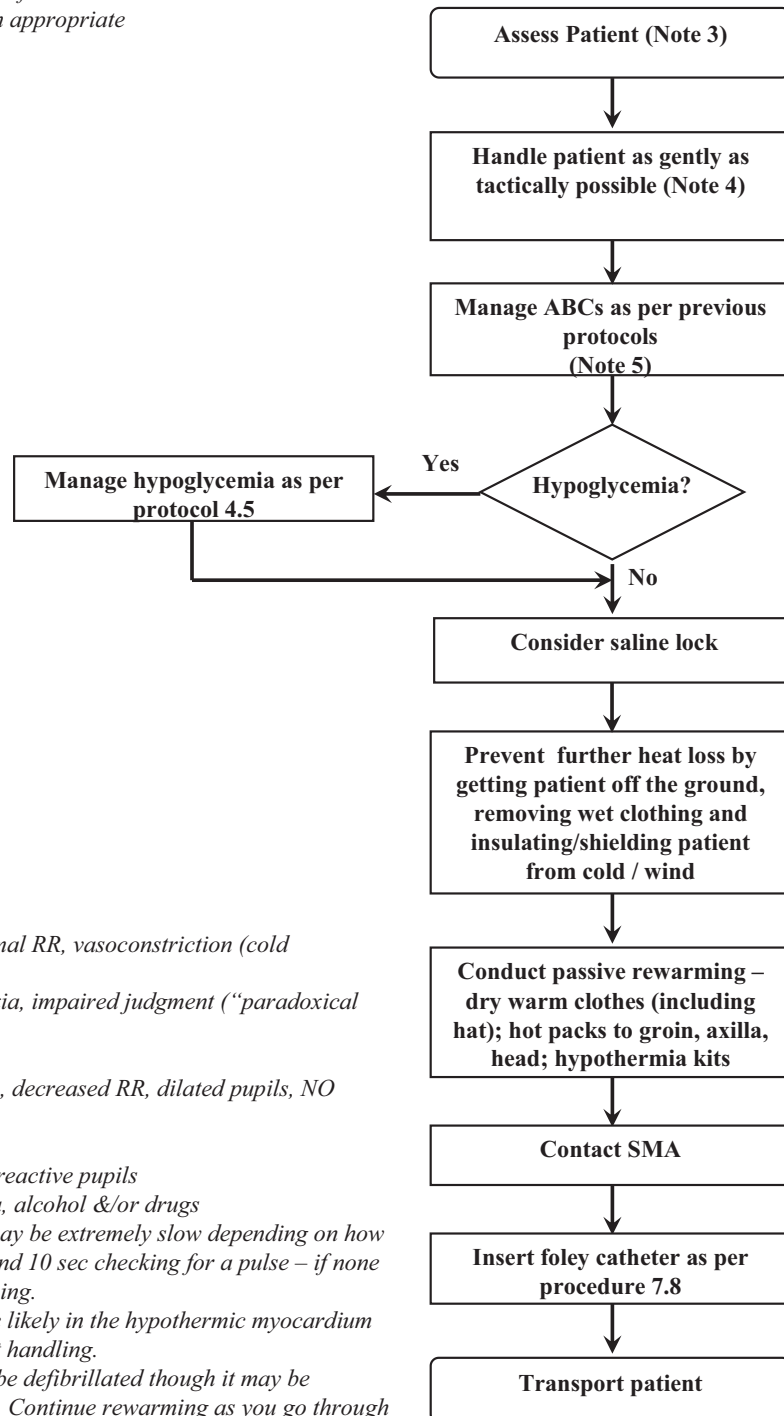 n appropriate
Assess Patient (Note 3)
Handle patient as gently as
tactically possible (Note 4)
Manage ABCs as per previous
protocols
(Note 5)
Hypoglycemia?
Yes
Manage hypoglycemia as per
protocol 4.5
No
Consider saline lock
Prevent further heat loss by
getting patient off the ground,
removing wet clothing and
insulating/shielding patient
from cold / wind
Conduct passive rewarming –
dry warm clothes (including
hat); hot packs to groin, axilla,
head; hypothermia kits
Contact SMA
Insert foley catheter as per
procedure 7.8
Transport patient
nal RR, vasoconstriction (cold
ia, impaired judgment (“paradoxical
, decreased RR, dilated pupils, NO
reactive pupils
, alcohol &/or drugs
may be extremely slow depending on how
nd 10 sec checking for a pulse – if none
ing.
likely in the hypothermic myocardium
t handling.
be defibrillated though it may be
. Continue rewarming as you go through